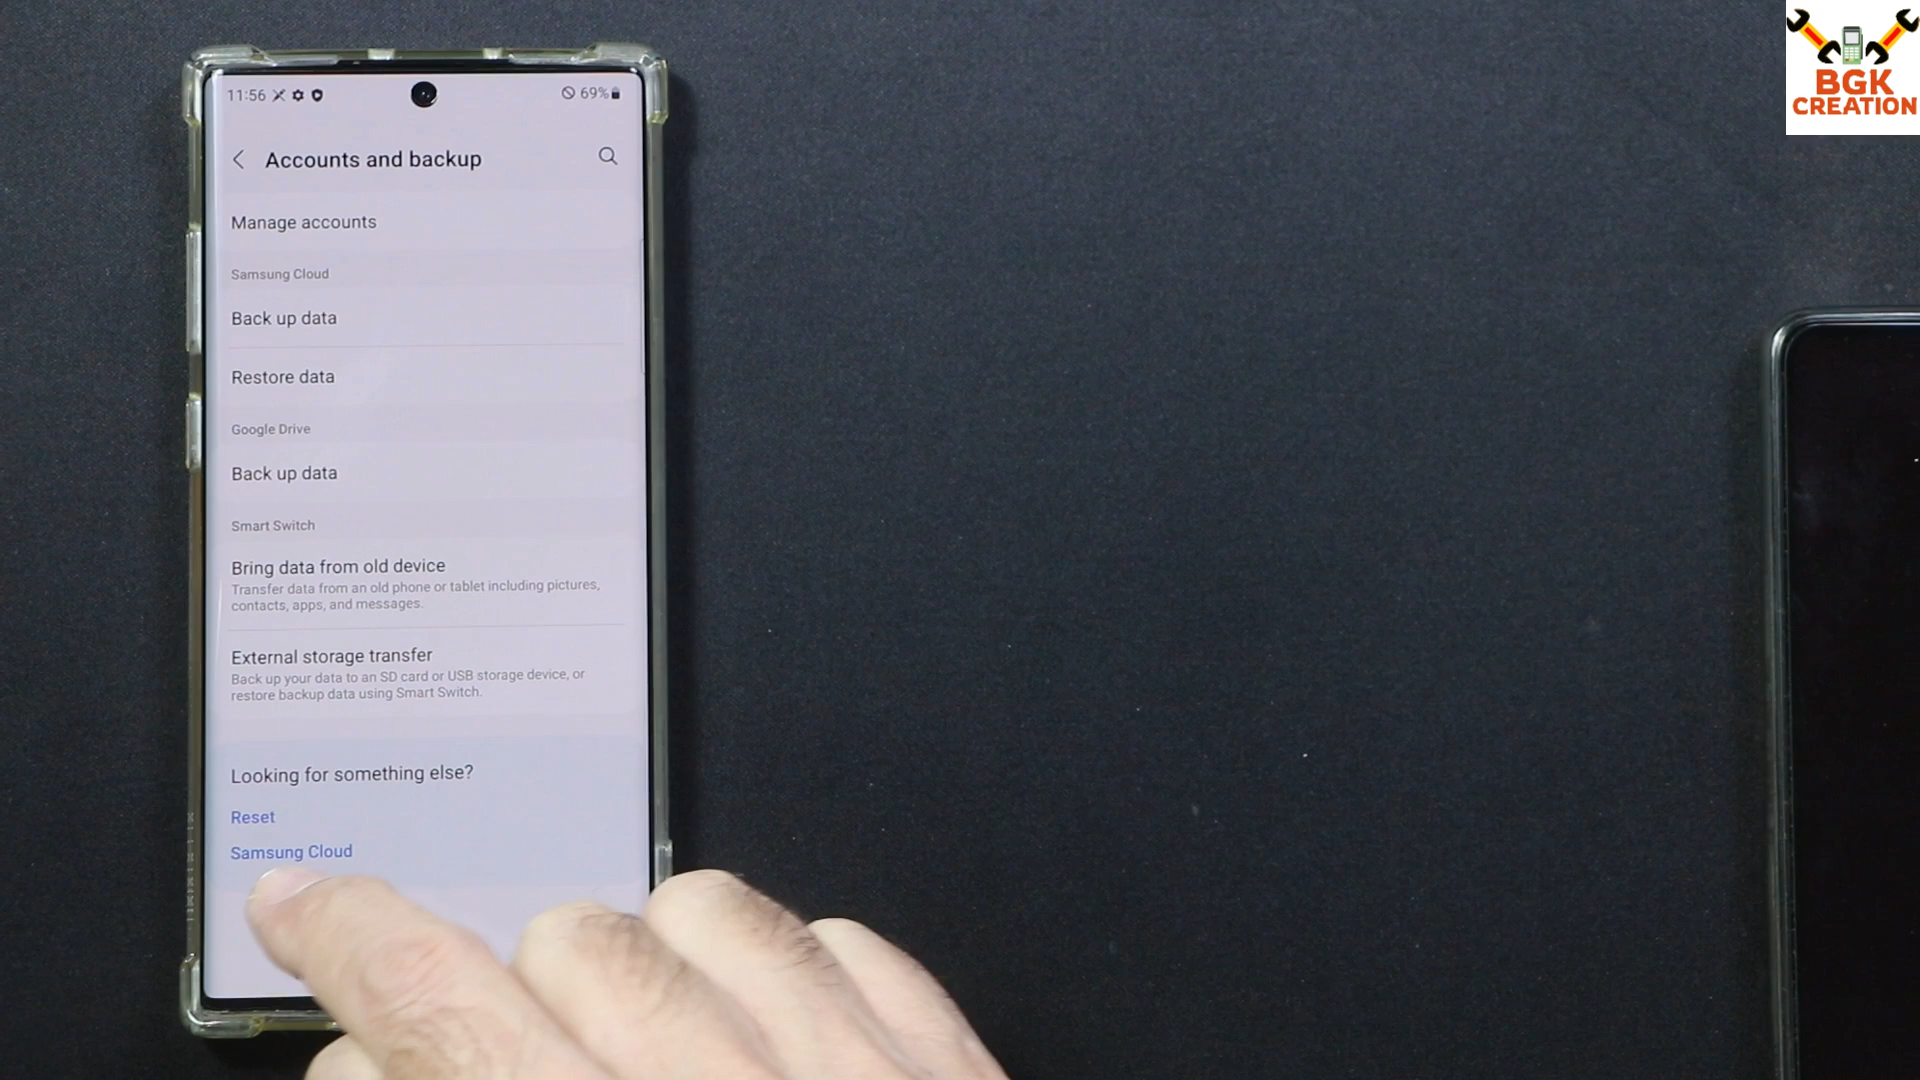 11:56
69%
Accounts and backup
Manage accounts
Samsung Cloud
Back up data
Restore data
Google Drive
Back up data
Smart Switch
Bring data from old device
Transfer data from an old phone or tablet including pictures,
contacts, apps, and messages.
External storage transfer
Back up your data to an SD card or USB storage device, or
restore backup data using Smart Switch.
Looking for something else?
Reset
Samsung Cloud
BGK
CREATION